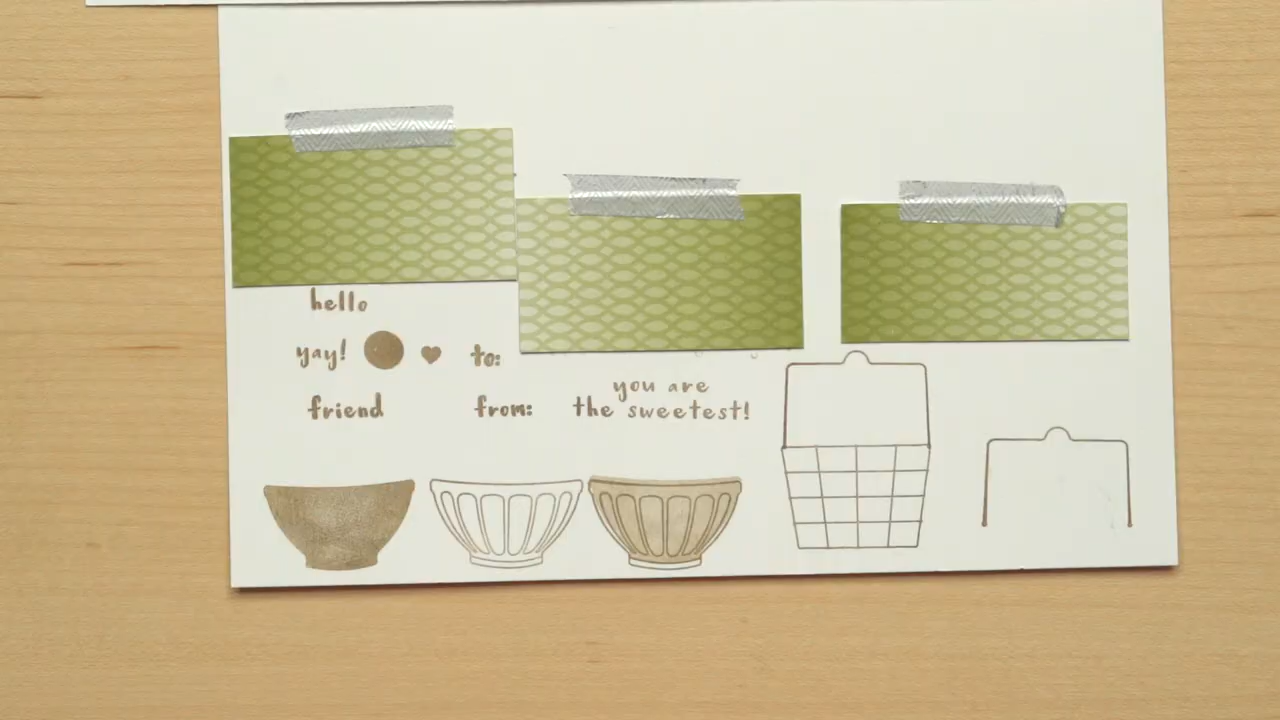 hello
yay!
to:
friend
from:
you are
the sweetest!